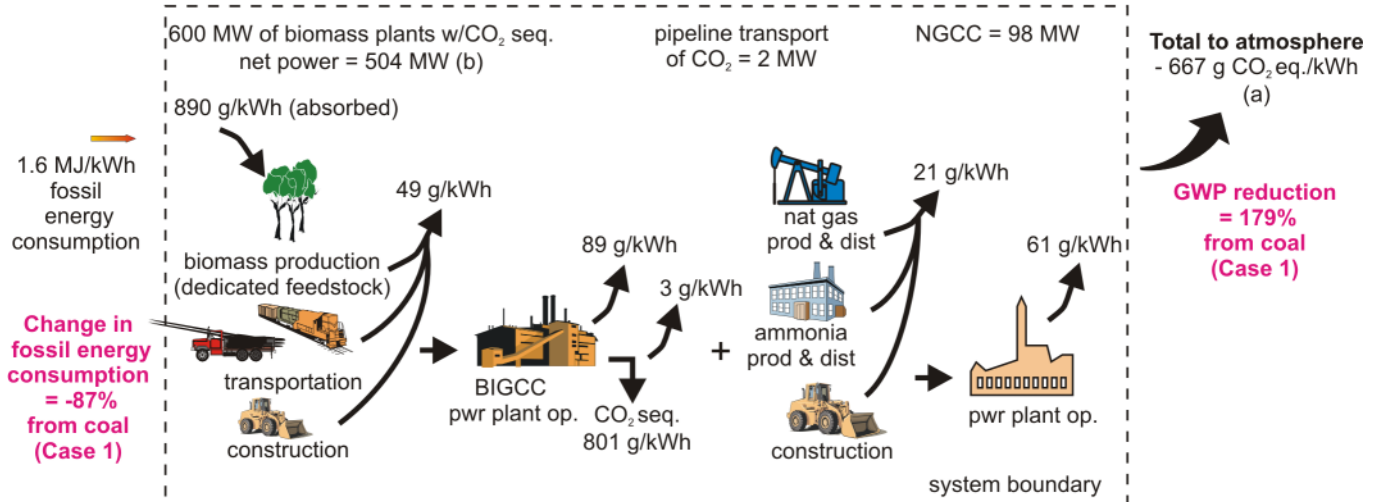 600 MW of biomass plants w/CO₂ seq.
net power = 504 MW (b)
pipeline transport
of CO₂ = 2 MW
NGCC = 98 MW
Total to atmosphere
- 667 g CO₂ eq./kWh
(a)
890 g/kWh (absorbed)
1.6 MJ/kWh
fossil
energy
consumption
49 g/kWh
biomass production
(dedicated feedstock)
89 g/kWh
3 g/kWh
nat gas
prod & dist
21 g/kWh
61 g/kWh
GWP reduction
= 179%
from coal
(Case 1)
Change in
fossil energy
consumption
= -87%
from coal
(Case 1)
transportation
construction
BIGCC
pwr plant op.
CO₂ seq.
801 g/kWh
+
ammonia
prod & dist
construction
pwr plant op.
system boundary